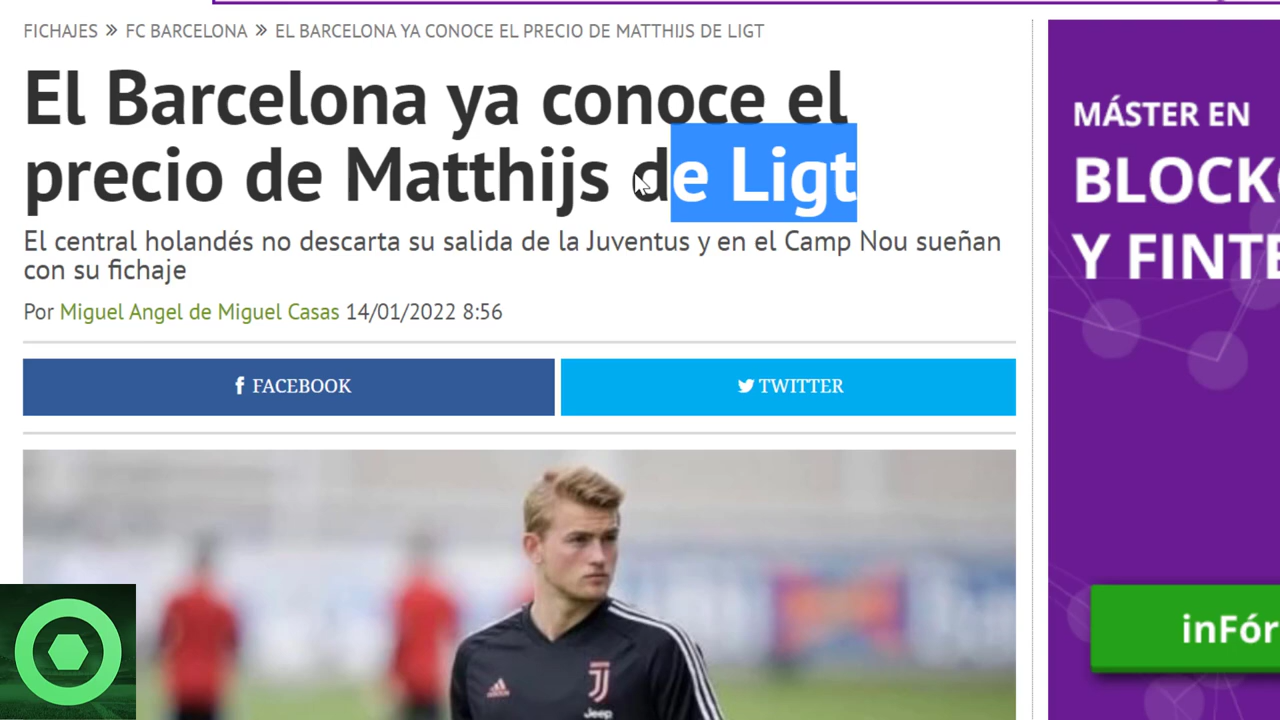 FICHAJES » FC BARCELONA » EL BARCELONA YA CONOCE EL PRECIO DE MATTHIJS DE LIGT
El Barcelona ya conoce el
precio de Matthijs de Ligt
El central holandés no descarta su salida de la Juventus y en el Camp Nou sueñan
con su fichaje
Por Miguel Angel de Miguel Casas 14/01/2022 8:56
f FACEBOOK
TWITTER
MÁSTER EN
Y
Jeep